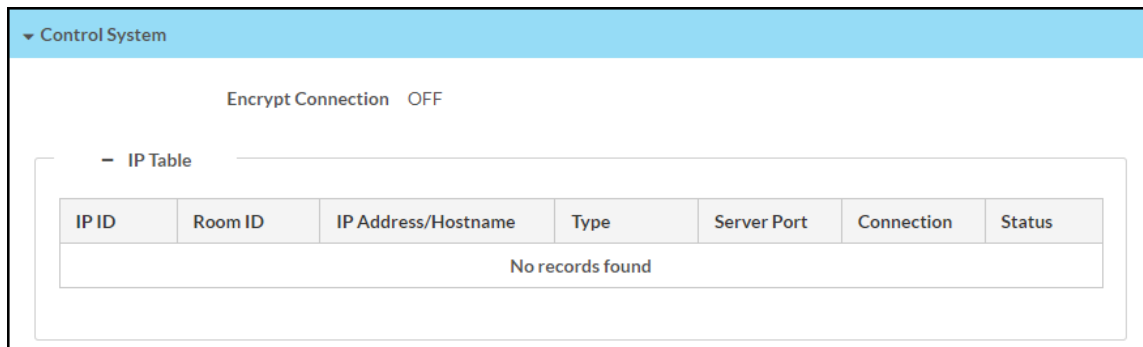 Control System
Encrypt Connection OFF
IP Table
IP ID Room ID IP Address/Hostname Type Server Port Connection Status
No records found